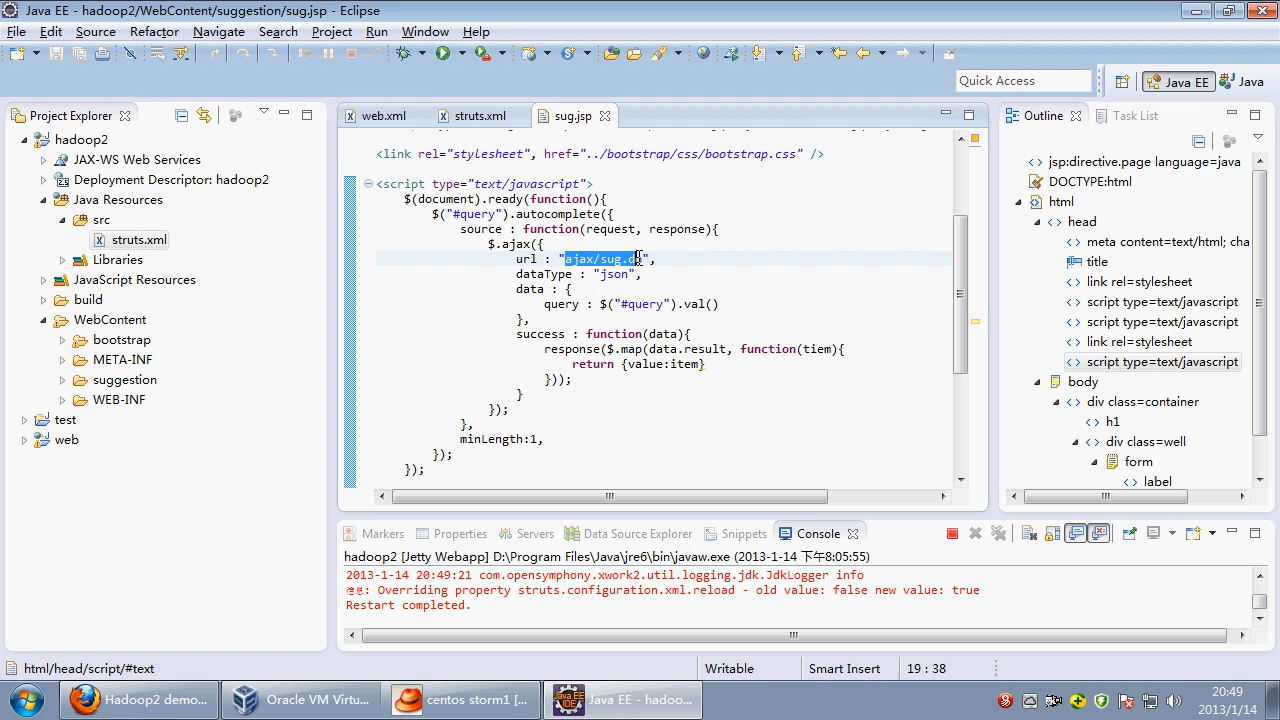 Java EE - hadoop2/WebContent/suggestion/sug.jsp - Eclipse
File Edit Source Refactor Navigate Search Project Run Window Help
Quick Access
Java EE
Java
Project Explorer
hadoop2
JAX-WS Web Services
Deployment Descriptor: hadoop2
Java Resources
src
struts.xml
Libraries
JavaScript Resources
build
WebContent
bootstrap
META-INF
suggestion
WEB-INF
test
web
web.xml
struts.xml
sug.jsp
<link rel="stylesheet", href="../bootstrap/css/bootstrap.css" />
<script type="text/javascript">
$(document).ready(function(){
$("#query").autocomplete({
source : function(request, response){
$.ajax({
url : "ajax/sug.do",
dataType : "json",
data : {
query : $("#query").val()
},
success : function(data){
response($.map(data.result, function(tiem){
return {value:item}
}));
}
});
},
minLength:1,
});
});
Outline
Task List
jsp:directive.page language=java
DOCTYPE:html
html
head
meta content=text/html; cha
title
link rel=stylesheet
script type=text/javascript
script type=text/javascript
link rel=stylesheet
script type=text/javascript
body
div class=container
h1
div class=well
form
label
Markers
Properties
Servers
Data Source Explorer
Snippets
Console
hadoop2 [Jetty Webapp] D:\Program Files\Java\jre6\bin\javaw.exe (2013-1-14 下午8:05:55)
2013-1-14 20:49:21 com.opensymphony.xwork2.util.logging.jdk.JdkLogger info
信息: Overriding property struts.configuration.xml.reload - old value: false new value: true
Restart completed.
html/head/script/#text
Writable
Smart Insert
19 : 38
Hadoop2 demo...
Oracle VM Virtu...
centos storm1 [...
Java EE - hadoo...
20:49
2013/1/14